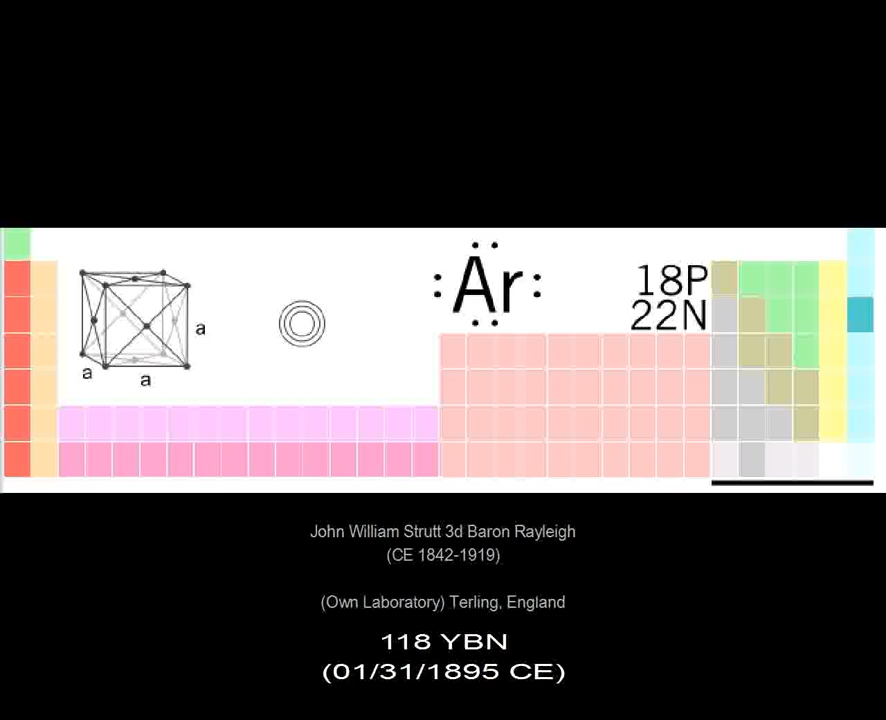 Ar
18P
22N
a
a
a
John William Strutt 3d Baron Rayleigh
(CE 1842-1919)
(Own Laboratory) Terling, England
118 YBN
(01/31/1895 CE)